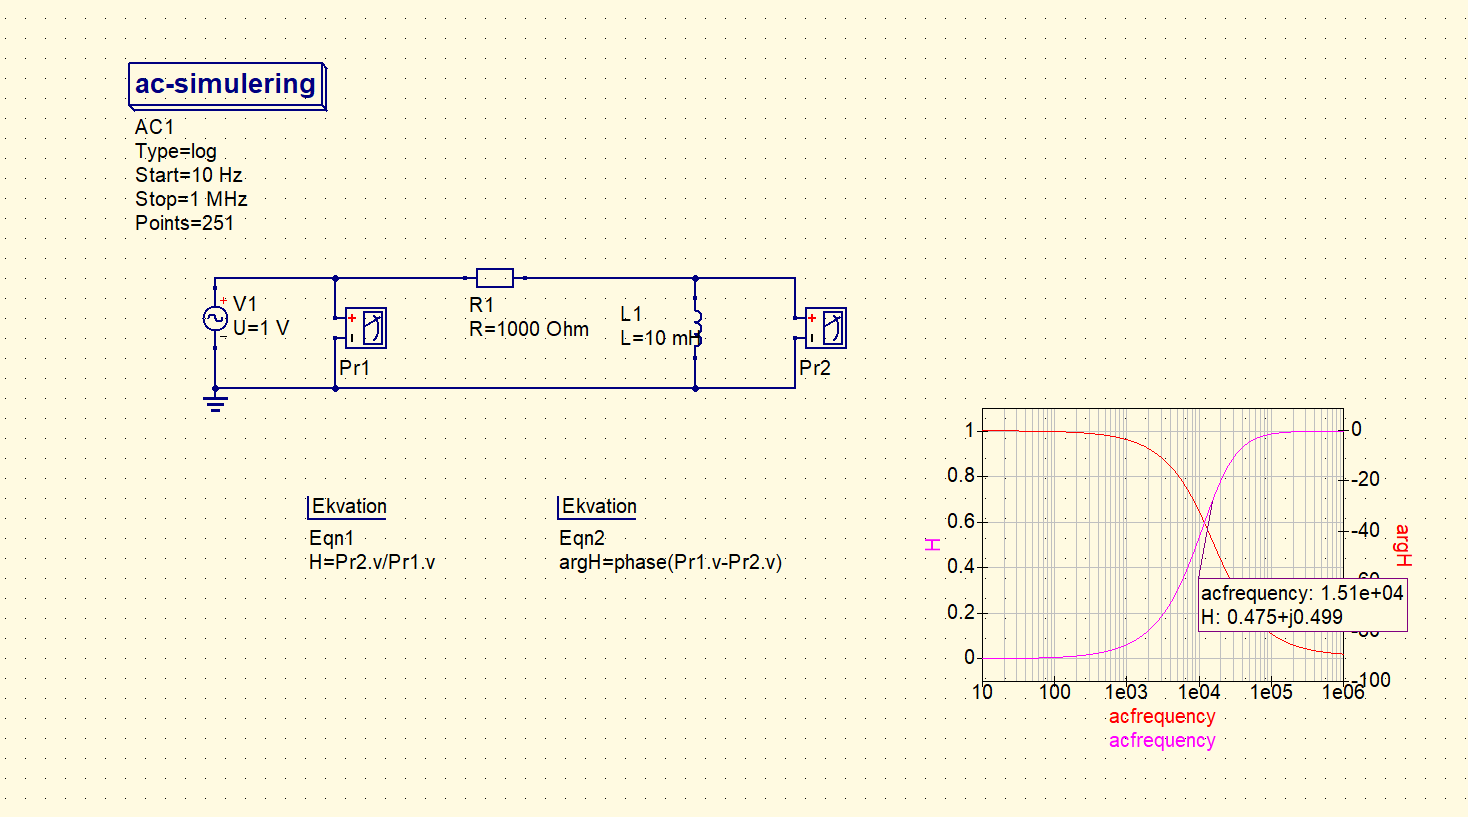 ac-simulering
AC1
Type=log
Start=10 Hz
Stop=1 MHz
Points=251
V1
U=1 V
Pr1
R1
R=1000 Ohm
L1
L=10 mH
Pr2
Ekvation
Eqn1
H=Pr2.v/Pr1.v
Ekvation
Eqn2
argH=phase(Pr1.v-Pr2.v)
1
0.8
0.6
0.4
0.2
0
H
0
-20
-40
-100
argH
acfrequency: 1.51e+04
H: 0.475+j0.499
10 100 1e03 1e04 1e05 1e06
acfrequency
acfrequency